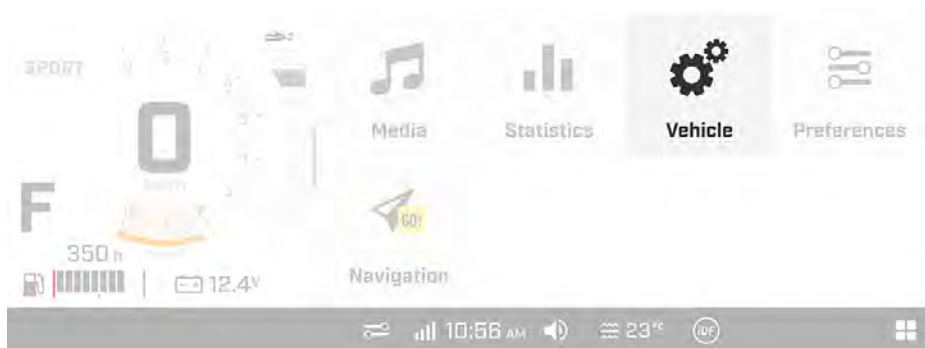 SPORT
0
F
350 h
12.4V
Media
Statistics
Vehicle
Preferences
GO!
Navigation
10:56 AM
23°C
iDF